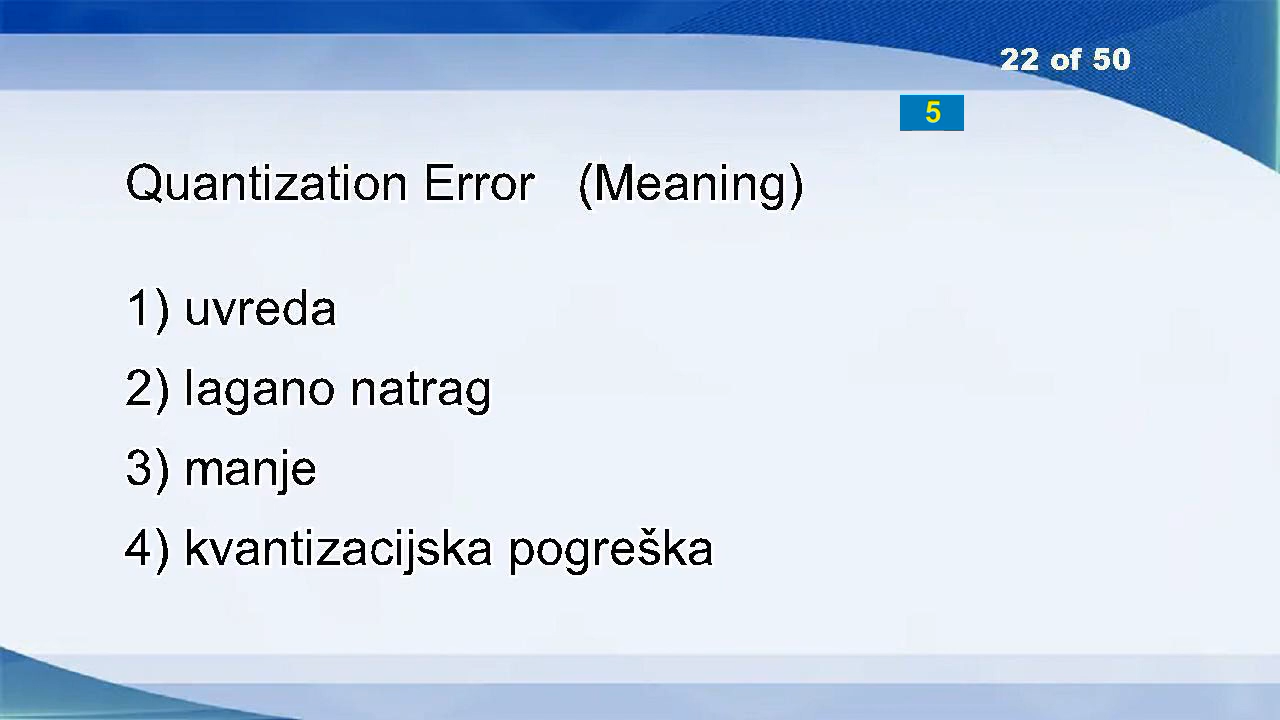 22 of 50
5
Quantization Error (Meaning)
1) uvreda
2) lagano natrag
3) manje
4) kvantizacijska pogreška